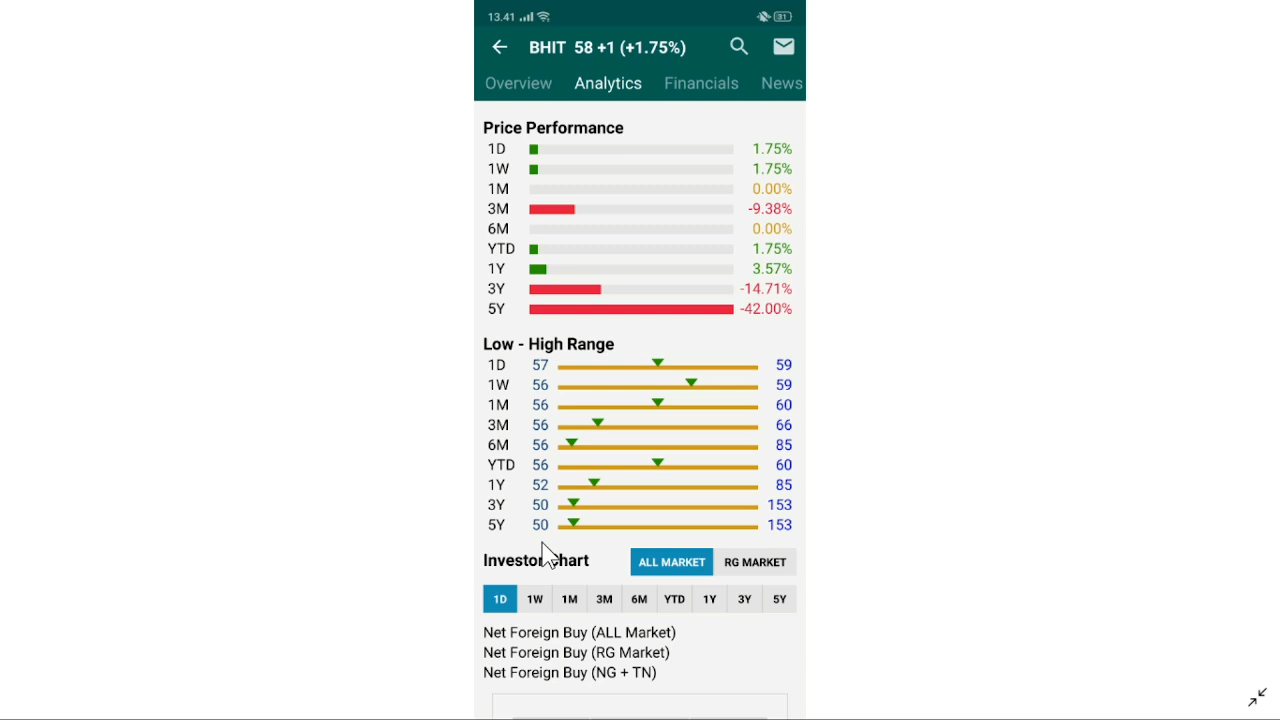 13.41 31
BHIT 58 +1 (+1.75%)
Overview Analytics Financials News
Price Performance
1D 1.75%
1W 1.75%
1M 0.00%
3M -9.38%
6M 0.00%
YTD 1.75%
1Y 3.57%
3Y -14.71%
5Y -42.00%
Low - High Range
1D 57 59
1W 56 59
1M 56 60
3M 56 66
6M 56 85
YTD 56 60
1Y 52 85
3Y 50 153
5Y 50 153
Investor Chart ALL MARKET RG MARKET
1D 1W 1M 3M 6M YTD 1Y 3Y 5Y
Net Foreign Buy (ALL Market)
Net Foreign Buy (RG Market)
Net Foreign Buy (NG + TN)